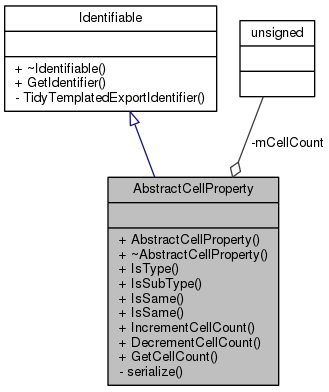 Identifiable
+ ~Identifiable()
+ GetIdentifier()
- TidyTemplatedExportIdentifier()
unsigned
-mCellCount
AbstractCellProperty
+ AbstractCellProperty()
+ ~AbstractCellProperty()
+ IsType()
+ IsSubType()
+ IsSame()
+ IsSame()
+ IncrementCellCount()
+ DecrementCellCount()
+ GetCellCount()
- serialize()